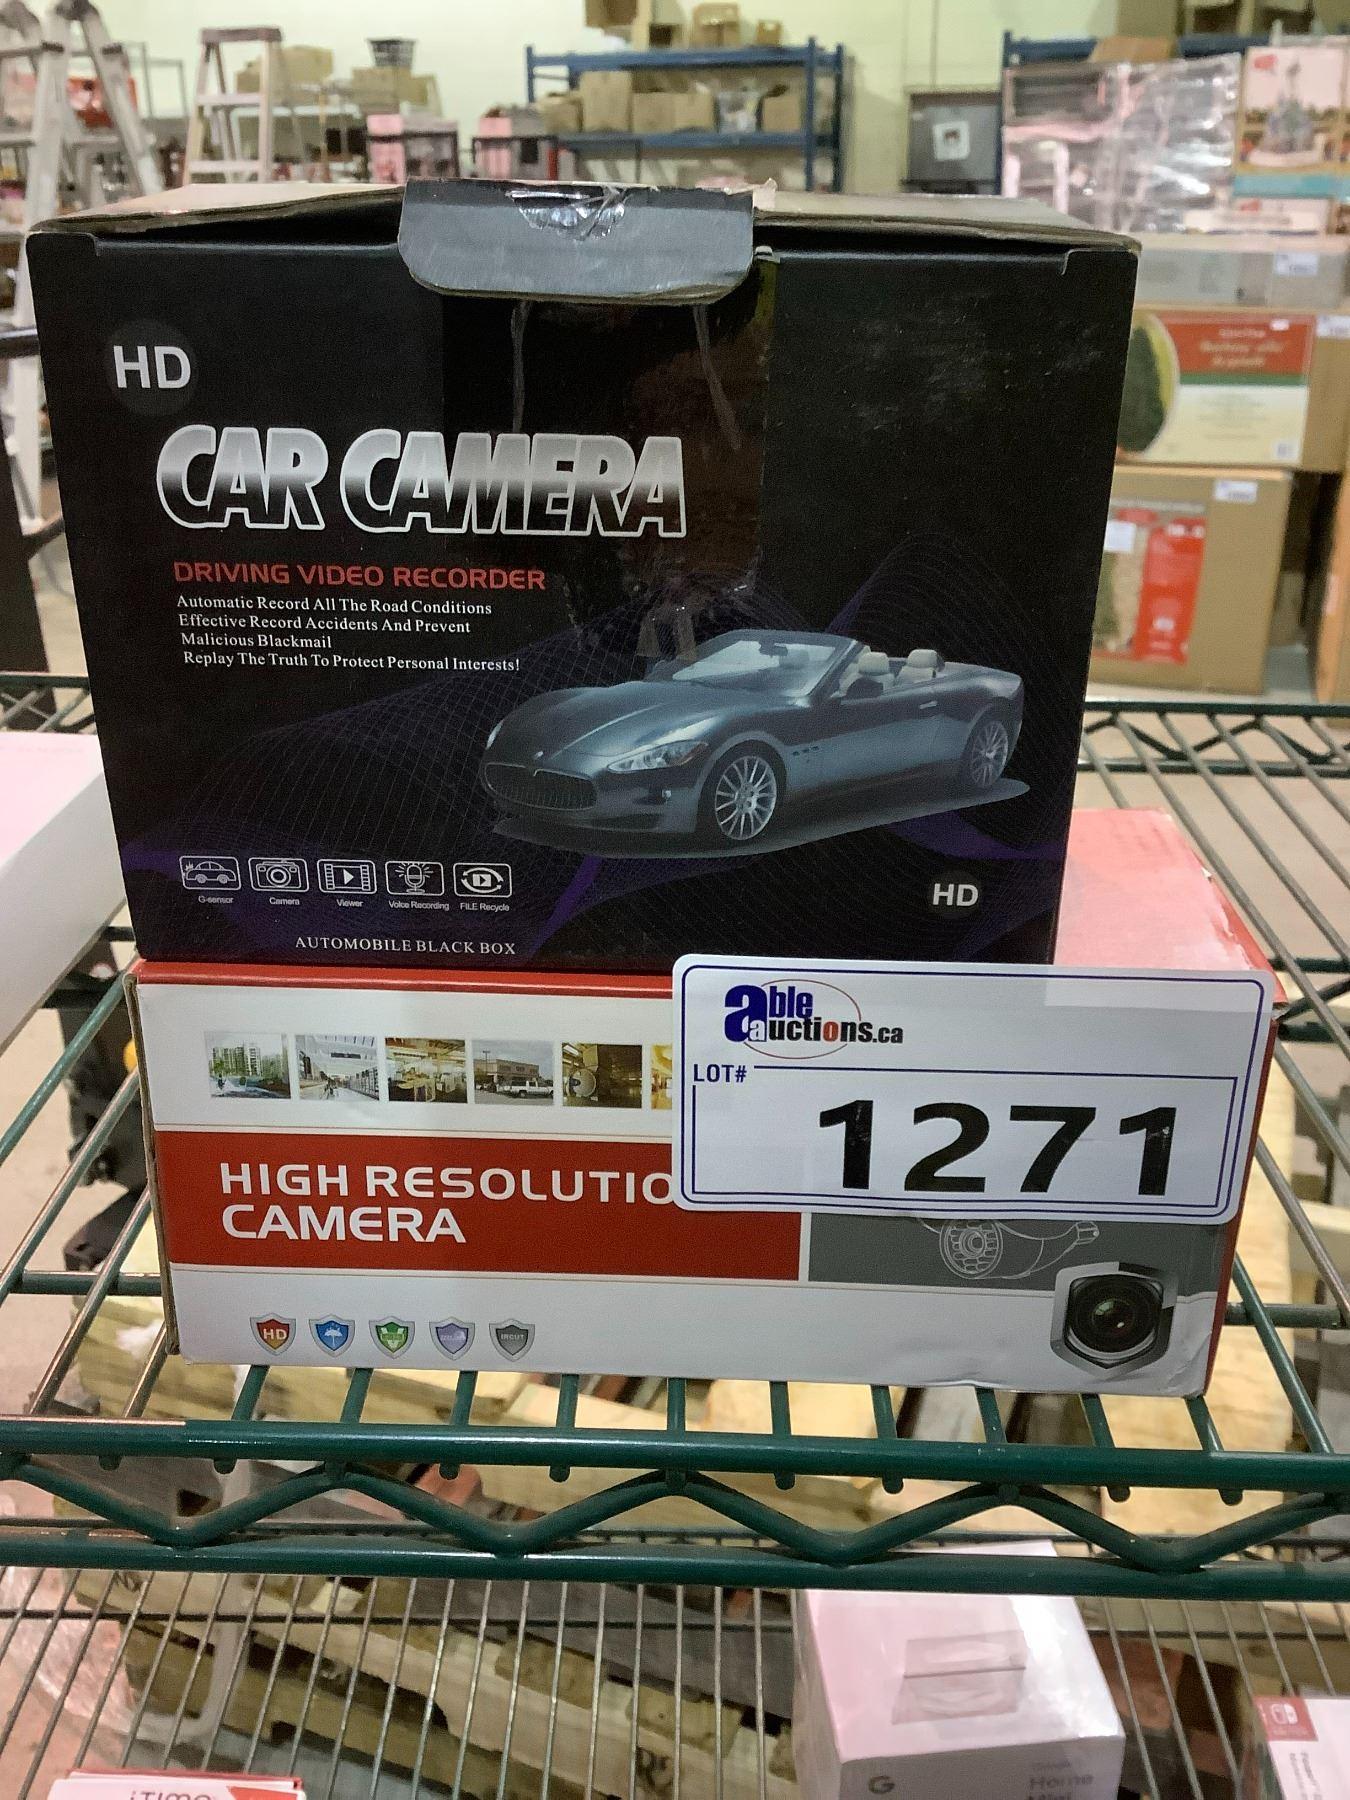 HD
CAR CAMERA
DRIVING VIDEO RECORDER
Automatic Record All The Road Conditions
Effective Record Accidents And Prevent
Malicious Blackmail
Replay The Truth To Protect Personal Interests!
G-sensor Camera Viewer Voice Recording FILE Recycle
HD
AUTOMOBILE BLACK BOX
able auctions.ca
LOT#
1271
HIGH RESOLUTIO
CAMERA
HD IRCUT
G
Home